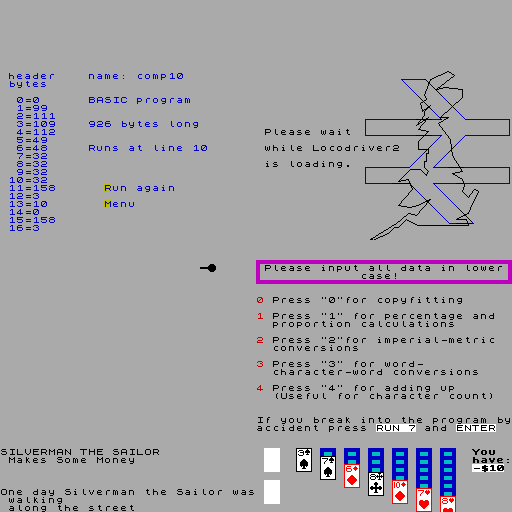 header
bytes
name: comp10
0=0
1=99
2=111
3=109
4=112
5=49
6=48
7=32
8=32
9=32
10=32
11=158
12=3
13=10
14=0
15=158
16=3
BASIC program
926 bytes long
Runs at line 10
Run again
Menu
Please wait
while Locodriver2
is loading.
Please input all data in lower
case!
0 Press "0"for copyfitting
1 Press "1" for percentage and
proportion calculations
2 Press "2"for imperial-metric
conversions
3 Press "3" for word-
character-word conversions
4 Press "4" for adding up
(Useful for character count)
If you break into the program by
accident press RUN 7 and ENTER
SILVERMAN THE SAILOR
Makes Some Money
One day Silverman the Sailor was
walking
along the street
3♠
7♠
6♦
8♣
10♦
7♥
8♥
You
have:
-$10